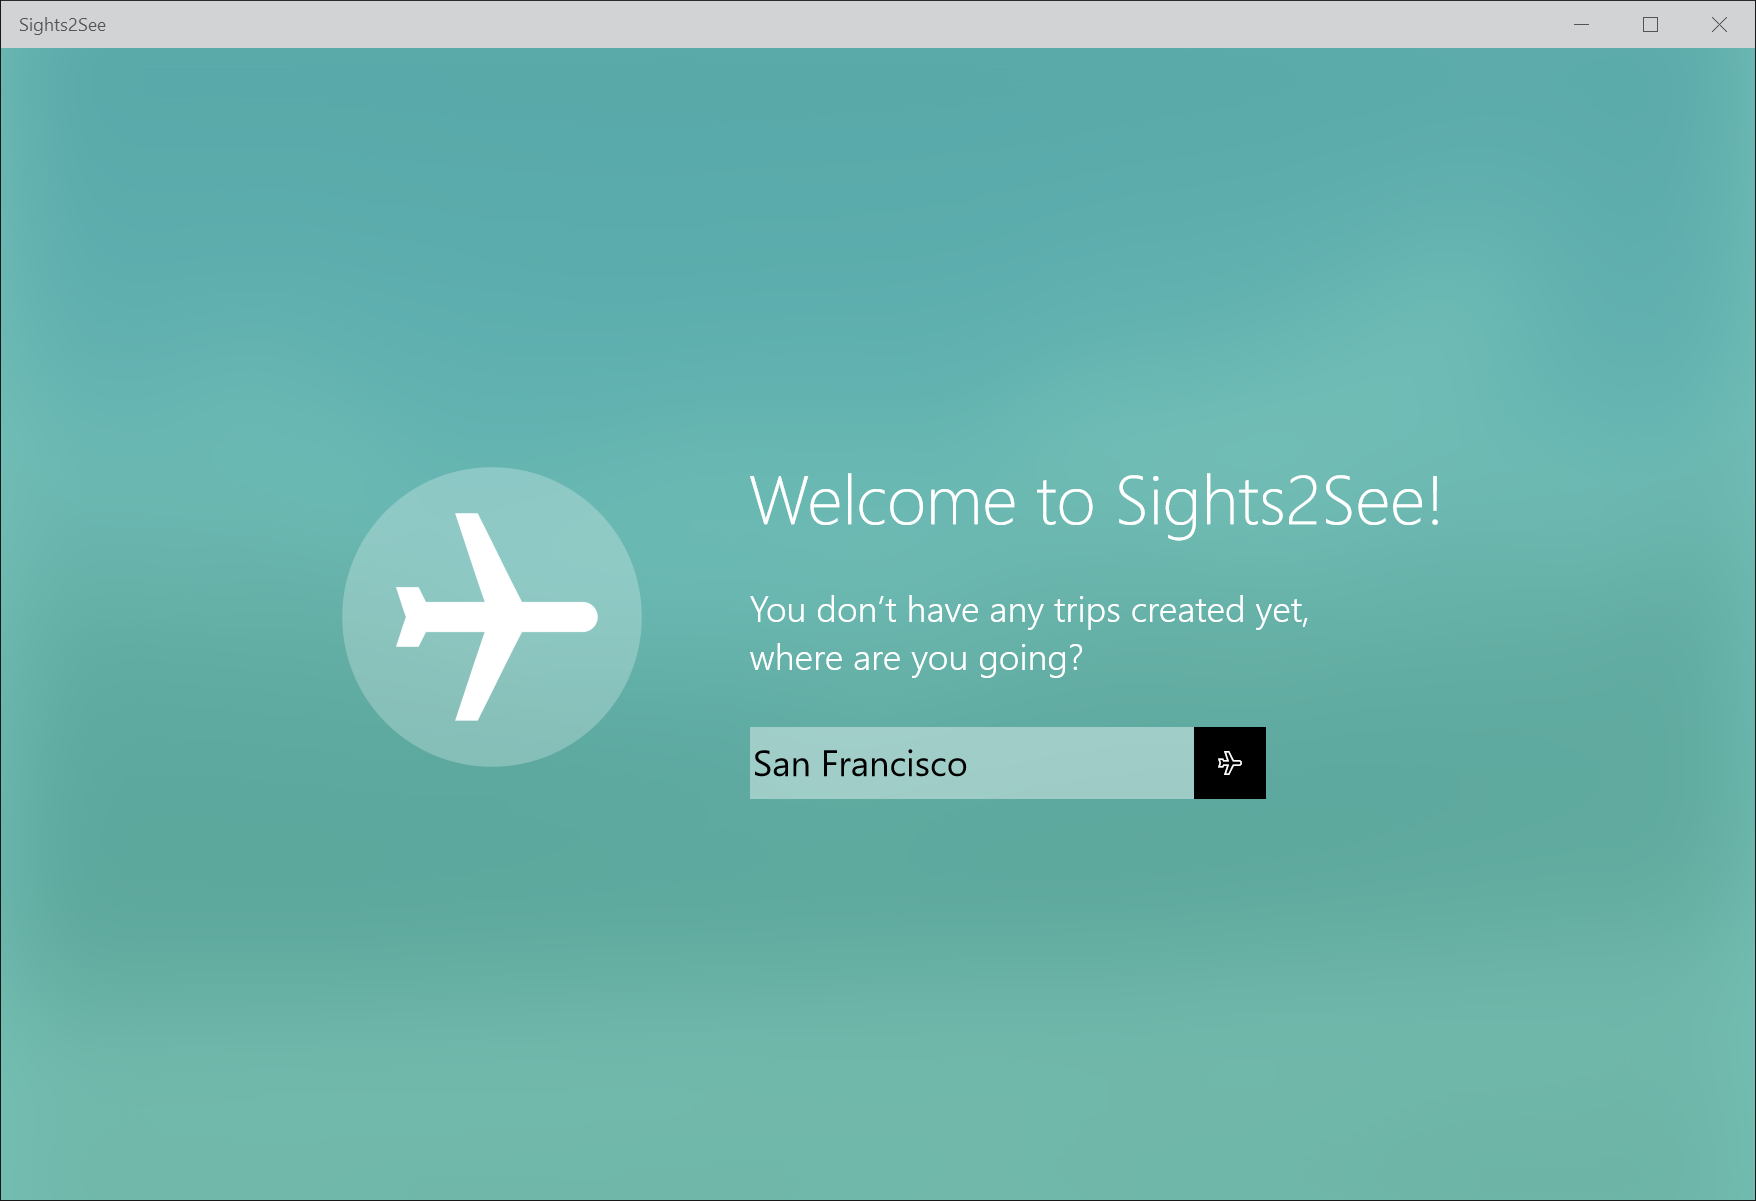 Sights2See
Welcome to Sights2See!
You don’t have any trips created yet,
where are you going?
San Francisco